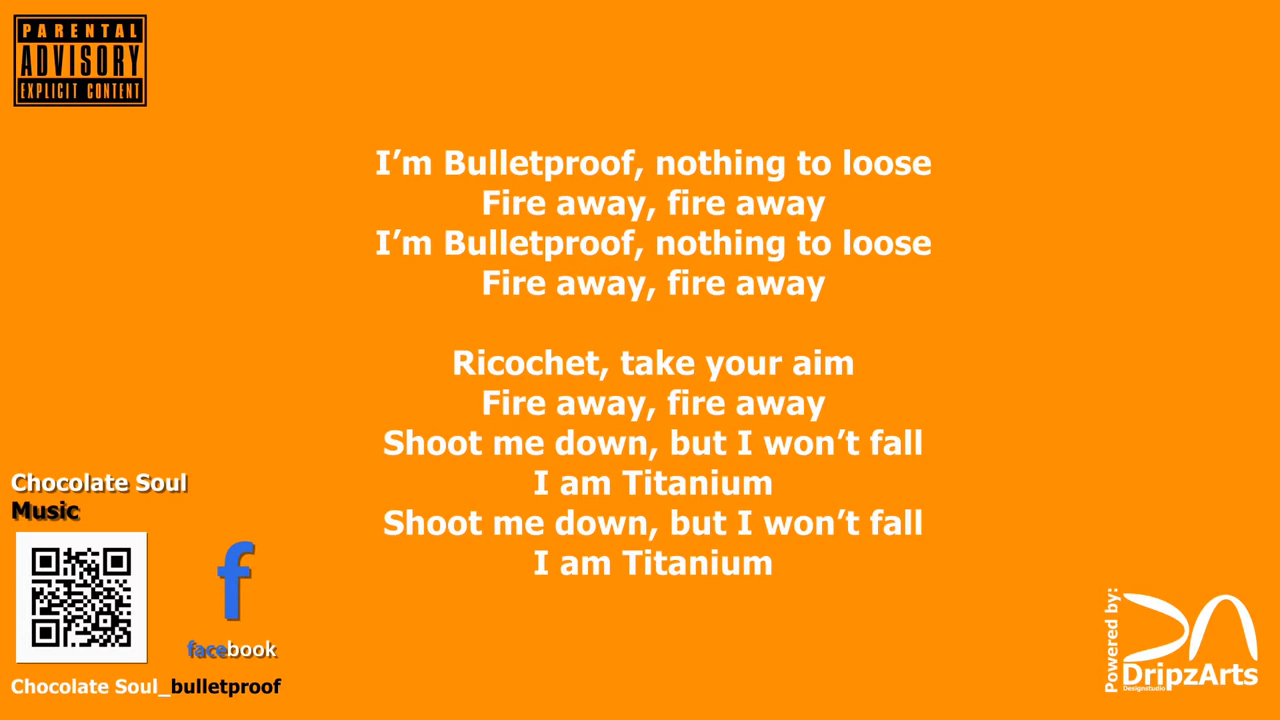 PARENTAL
ADVISORY
EXPLICIT CONTENT
I’m Bulletproof, nothing to loose
Fire away, fire away
I’m Bulletproof, nothing to loose
Fire away, fire away
Ricochet, take your aim
Fire away, fire away
Shoot me down, but I won’t fall
I am Titanium
Shoot me down, but I won’t fall
I am Titanium
Chocolate Soul
Music
f
facebook
Chocolate Soul_bulletproof
Powered by:
DripzArts
Designstudio